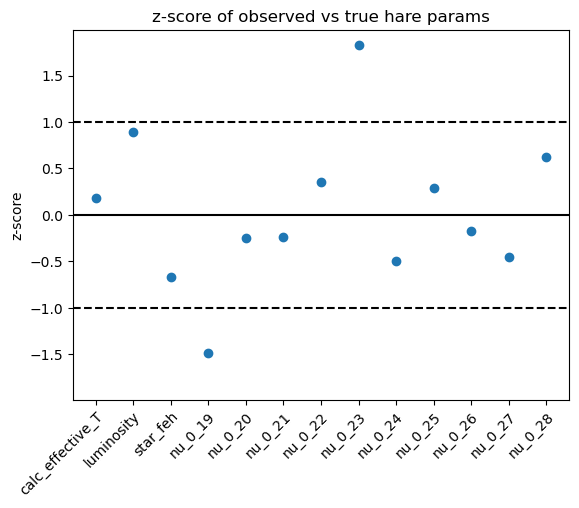 z-score of observed vs true hare params
z-score
1.5
1.0
0.5
0.0
−0.5
−1.0
−1.5
calc_effective_T
luminosity
star_feh
nu_0_19
nu_0_20
nu_0_21
nu_0_22
nu_0_23
nu_0_24
nu_0_25
nu_0_26
nu_0_27
nu_0_28